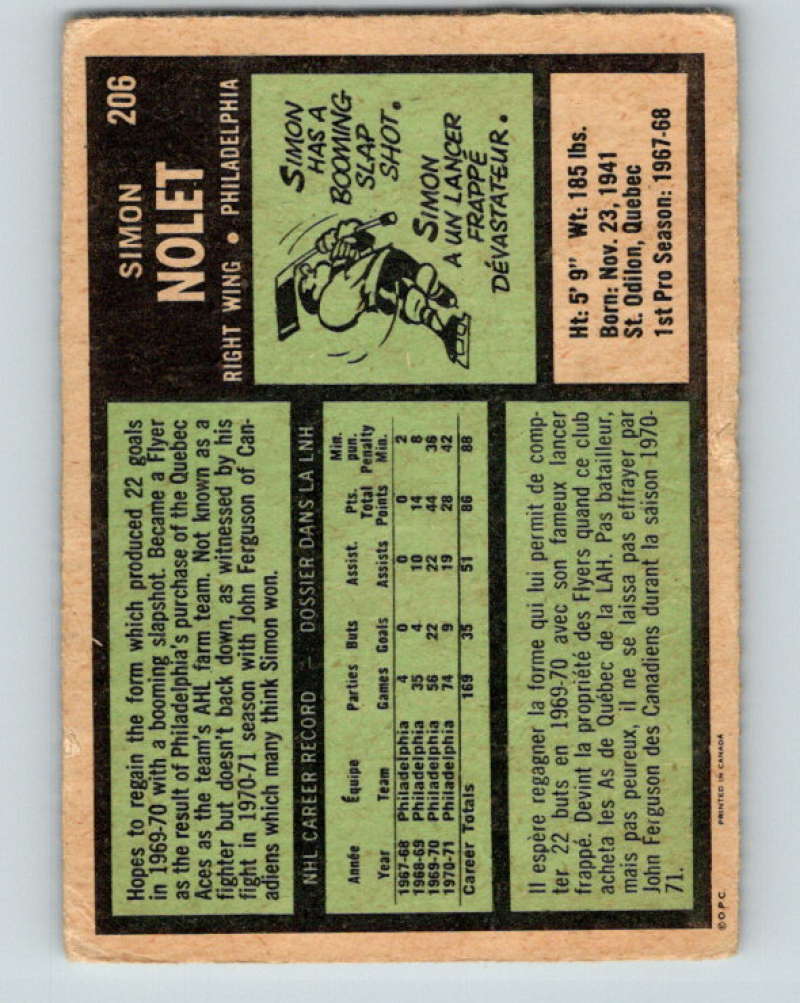 SIMON 206
NOLET
RIGHT WING • PHILADELPHIA
Hopes to regain the form which produced 22 goals
in 1969-70 with a booming slapshot. Became a Flyer
as the result of Philadelphia's purchase of the Quebec
Aces as the team's AHL farm team. Not known as a
fighter but doesn't back down, as witnessed by his
fight in 1970-71 season with John Ferguson of Can-
adiens which many think Simon won.
SIMON
HAS A
BOOMING
SLAP
SHOT.
SIMON
A UN LANCER
FRAPPÉ
DÉVASTATEUR.
NHL CAREER RECORD — DOSSIER DANS LA LNH
Année Équipe Parties Buts Assist. Pts. Total Min. pun.
Year Team Games Goals Assists Points Penalty Min.
1967-68 Philadelphia 4 0 0 0 2
1968-69 Philadelphia 35 4 10 14 8
1969-70 Philadelphia 56 22 22 44 36
1970-71 Philadelphia 74 9 19 28 42
Career Totals 169 35 51 86 88
Ht: 5' 9" Wt: 185 lbs.
Born: Nov. 23, 1941
St. Odilon, Quebec
1st Pro Season: 1967-68
Il espère regagner la forme qui lui permit de comp-
ter 22 buts en 1969-70 avec son fameux lancer
frappé. Devint la propriété des Flyers quand ce club
acheta les As de Québec de la LAH. Pas batailleur,
mais pas peureux, il ne se laissa pas effrayer par
John Ferguson des Canadiens durant la saison 1970-
71.
©O.P.C. PRINTED IN CANADA